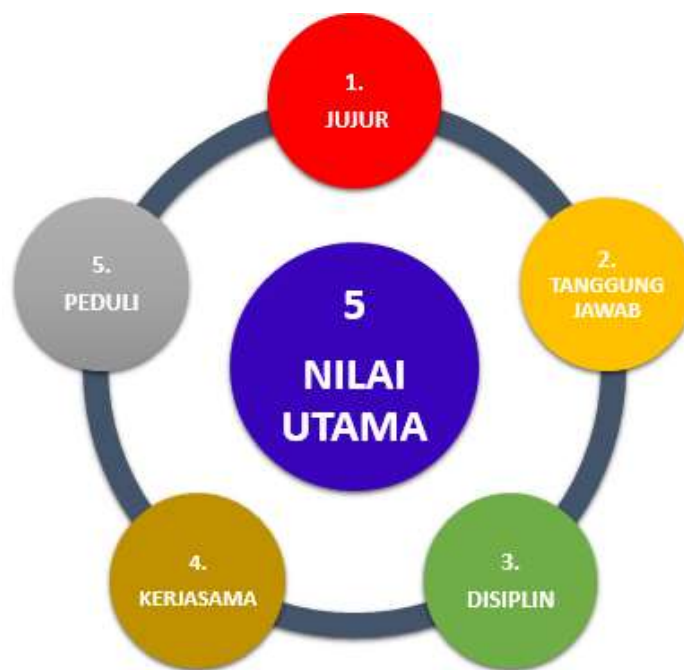 1.
JUJUR
2.
TANGGUNG
JAWAB
3.
DISIPLIN
4.
KERJASAMA
5.
PEDULI
5
NILAI
UTAMA